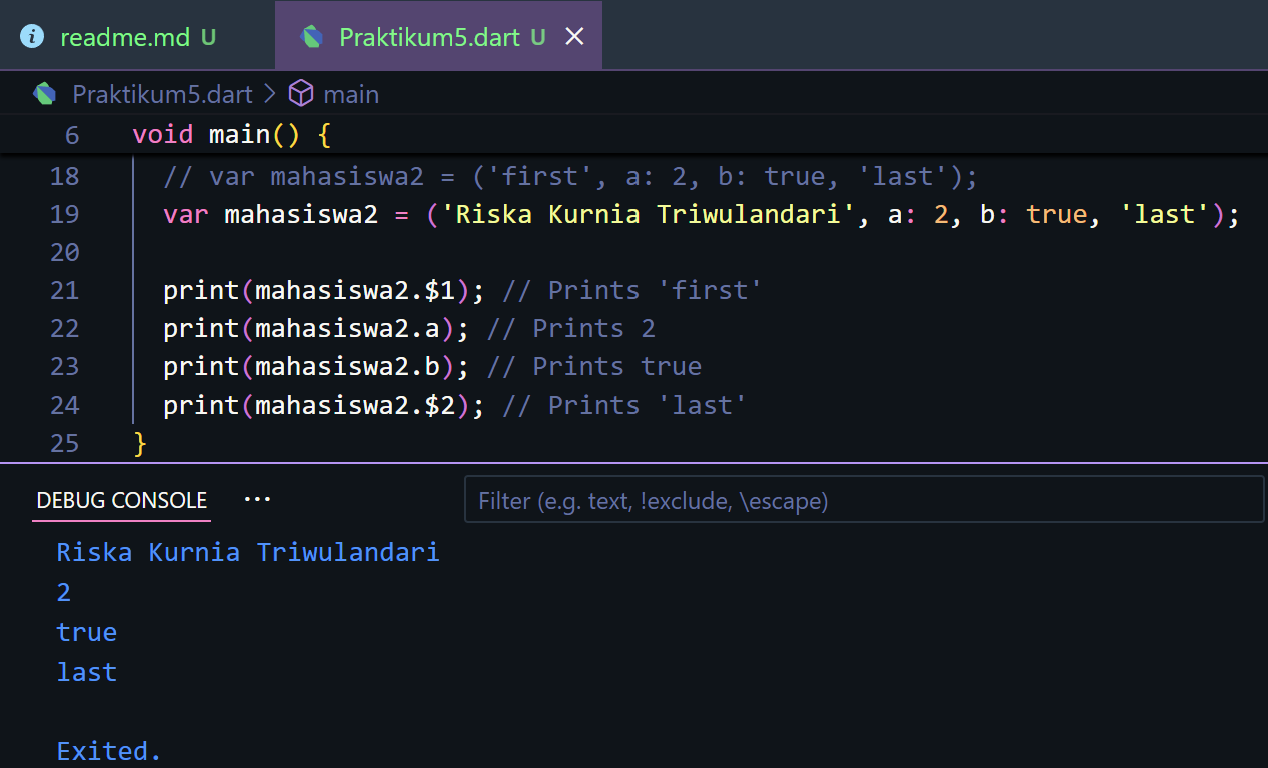 readme.md U
Praktikum5.dart U
Praktikum5.dart > main
6 void main() {
18 // var mahasiswa2 = ('first', a: 2, b: true, 'last');
19 var mahasiswa2 = ('Riska Kurnia Triwulandari', a: 2, b: true, 'last');
20
21 print(mahasiswa2.$1); // Prints 'first'
22 print(mahasiswa2.a); // Prints 2
23 print(mahasiswa2.b); // Prints true
24 print(mahasiswa2.$2); // Prints 'last'
25 }
DEBUG CONSOLE ···
Filter (e.g. text, !exclude, \escape)
Riska Kurnia Triwulandari
2
true
last
Exited.